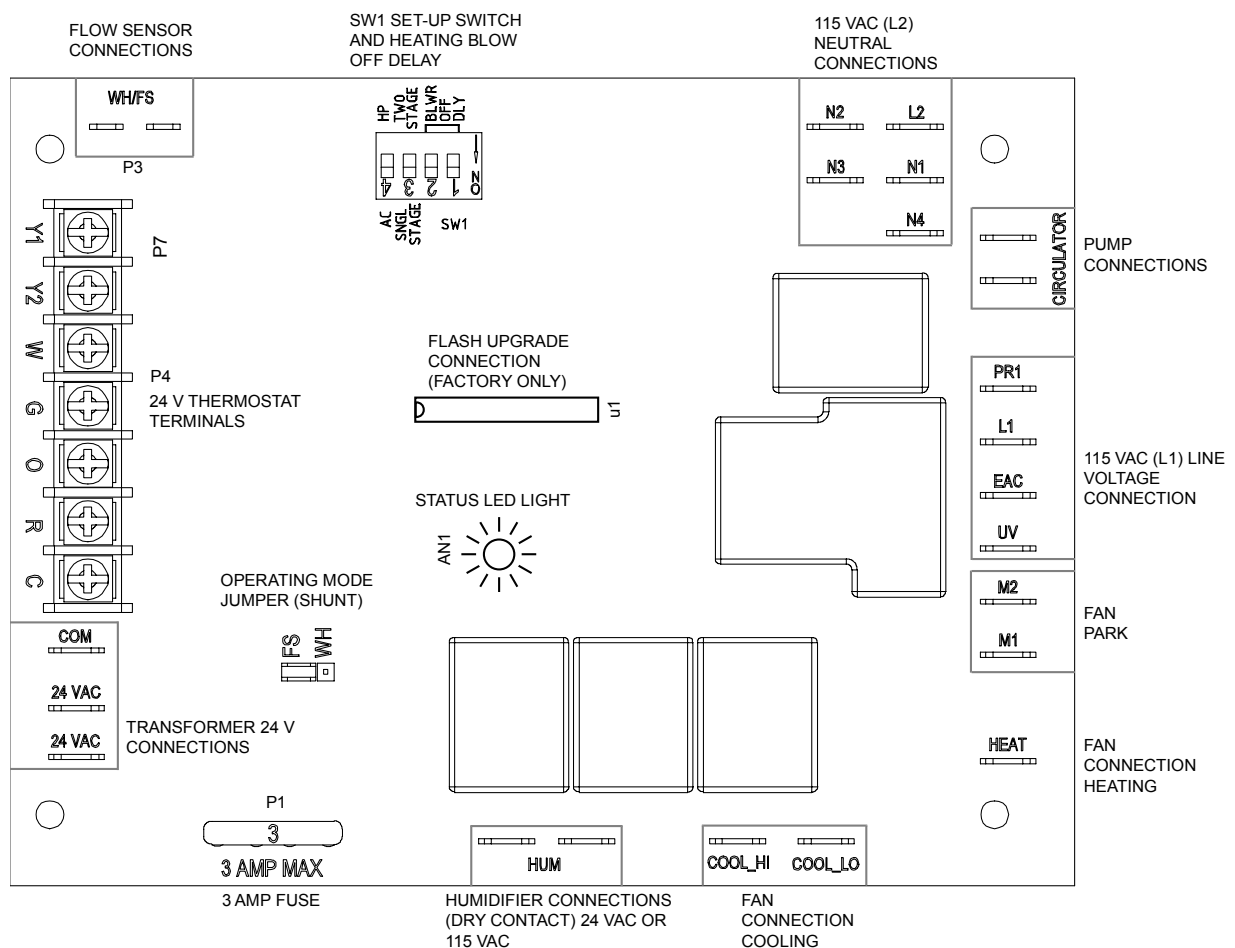 FLOW SENSOR
CONNECTIONS
SW1 SET-UP SWITCH
AND HEATING BLOW
OFF DELAY
115 VAC (L2)
NEUTRAL
CONNECTIONS
WH/FS
P3
HP
TWO
STAGE
BLWR
OFF
DLY
4
3
2
1
ON
AC
SNGL
STAGE
SW1
N2
L2
N3
N1
N4
CIRCULATOR
PUMP
CONNECTIONS
Y1
Y2
W
G
O
R
C
P7
P4
24 V THERMOSTAT
TERMINALS
FLASH UPGRADE
CONNECTION
(FACTORY ONLY)
u1
PR1
L1
EAC
UV
115 VAC (L1) LINE
VOLTAGE
CONNECTION
STATUS LED LIGHT
AN1
OPERATING MODE
JUMPER (SHUNT)
FS
WH
M2
M1
FAN
PARK
COM
24 VAC
24 VAC
TRANSFORMER 24 V
CONNECTIONS
HEAT
FAN
CONNECTION
HEATING
P1
3
3 AMP MAX
3 AMP FUSE
HUM
HUMIDIFIER CONNECTIONS
(DRY CONTACT) 24 VAC OR
115 VAC
COOL_HI
COOL_LO
FAN
CONNECTION
COOLING